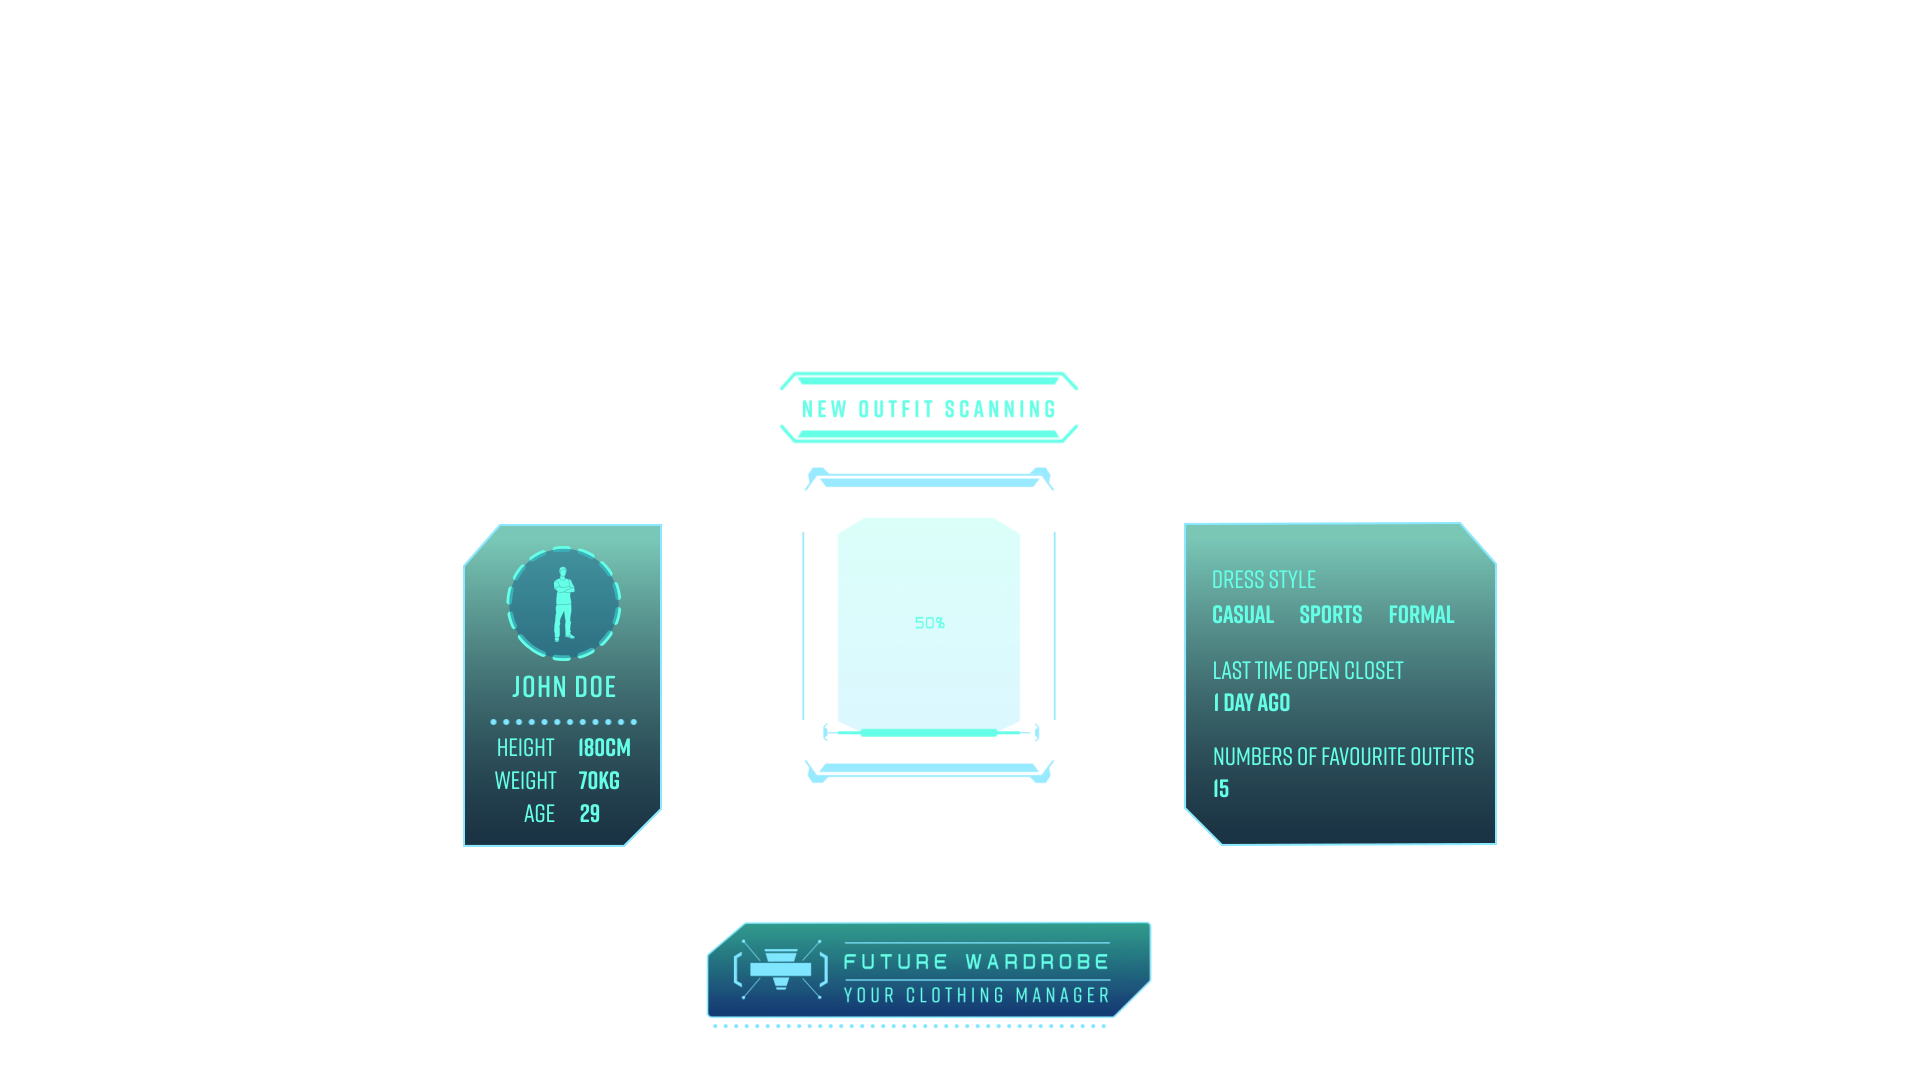 NEW OUTFIT SCANNING
50%
JOHN DOE
HEIGHT 180CM
WEIGHT 70KG
AGE 29
DRESS STYLE
CASUAL SPORTS FORMAL
LAST TIME OPEN CLOSET
1 DAY AGO
NUMBERS OF FAVOURITE OUTFITS
15
FUTURE WARDROBE
YOUR CLOTHING MANAGER